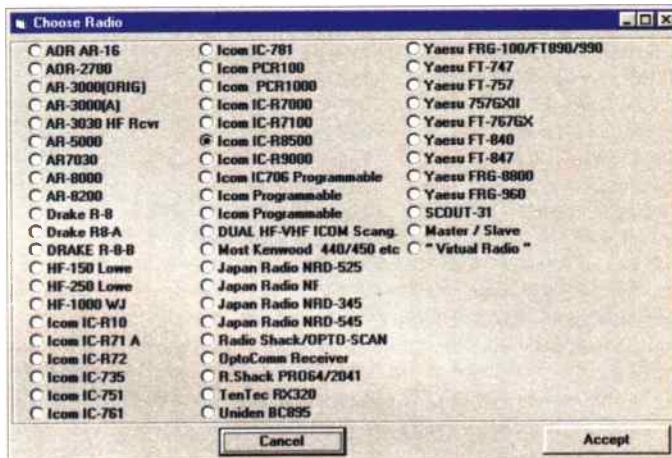 Choose Radio
AOR AR-16
AOR-2700
AR-3000(ORIG)
AR-3000(A)
AR-3030 HF Rcvr
AR-5000
AR7030
AR-8000
AR-8200
Drake R-8
Drake R8-A
DRAKE R-8-B
HF-150 Lowe
HF-250 Lowe
HF-1000 WJ
Icom IC-R10
Icom IC-R71 A
Icom IC-R72
Icom IC-735
Icom IC-751
Icom IC-761
Icom IC-781
Icom PCR100
Icom PCR1000
Icom IC-R7000
Icom IC-R7100
Icom IC-R8500
Icom IC-R9000
Icom IC706 Programmable
Icom Programmable
Icom Programmable
DUAL HF-VHF ICOM Scang.
Most Kenwood 440/450 etc
Japan Radio NRD-525
Japan Radio NF
Japan Radio NRD-345
Japan Radio NRD-545
Radio Shack/OPTO-SCAN
OptoComm Receiver
R.Shack PRO64/2041
TenTec RX320
Uniden BC895
Yaesu FRG-100/FT890/990
Yaesu FT-747
Yaesu FT-757
Yaesu 757GXII
Yaesu FT-767GX
Yaesu FT-840
Yaesu FT-847
Yaesu FRG-8800
Yaesu FRG-960
SCOUT-31
Master / Slave
" Virtual Radio "
Cancel
Accept